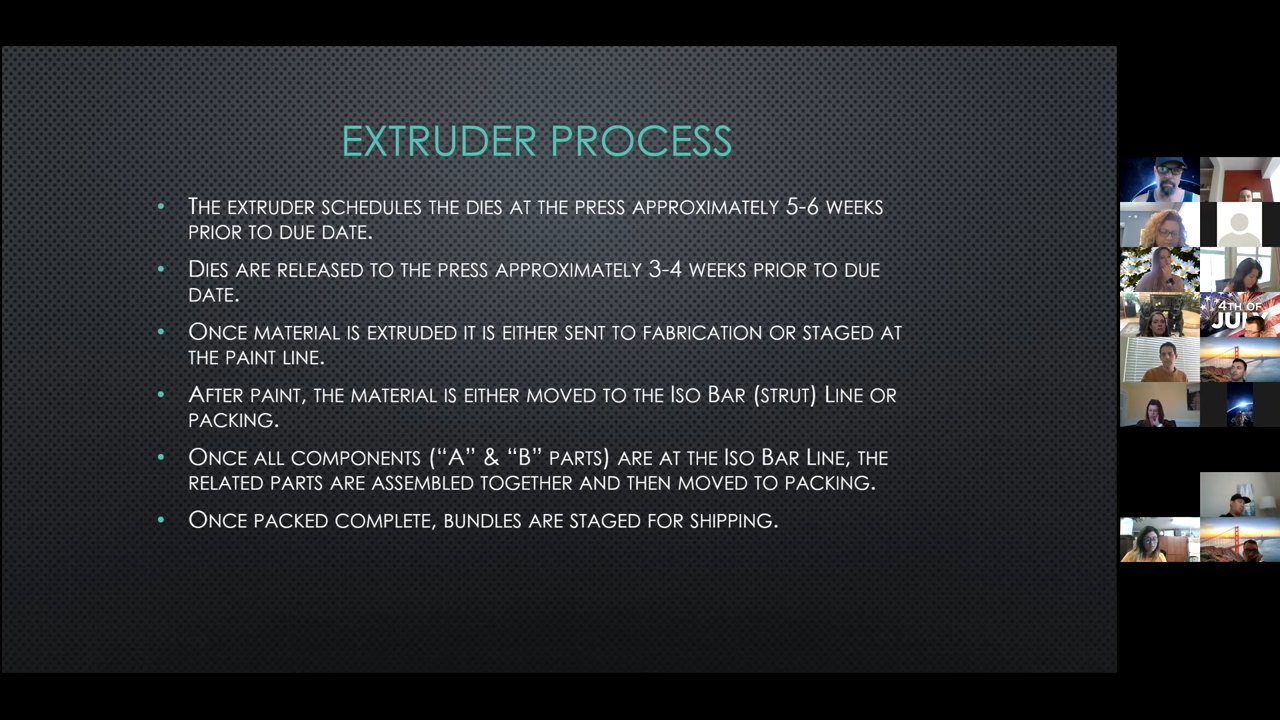 EXTRUDER PROCESS
• THE EXTRUDER SCHEDULES THE DIES AT THE PRESS APPROXIMATELY 5-6 WEEKS
PRIOR TO DUE DATE.
• DIES ARE RELEASED TO THE PRESS APPROXIMATELY 3-4 WEEKS PRIOR TO DUE
DATE.
• ONCE MATERIAL IS EXTRUDED IT IS EITHER SENT TO FABRICATION OR STAGED AT
THE PAINT LINE.
• AFTER PAINT, THE MATERIAL IS EITHER MOVED TO THE ISO BAR (STRUT) LINE OR
PACKING.
• ONCE ALL COMPONENTS (“A” & “B” PARTS) ARE AT THE ISO BAR LINE, THE
RELATED PARTS ARE ASSEMBLED TOGETHER AND THEN MOVED TO PACKING.
• ONCE PACKED COMPLETE, BUNDLES ARE STAGED FOR SHIPPING.
4TH OF